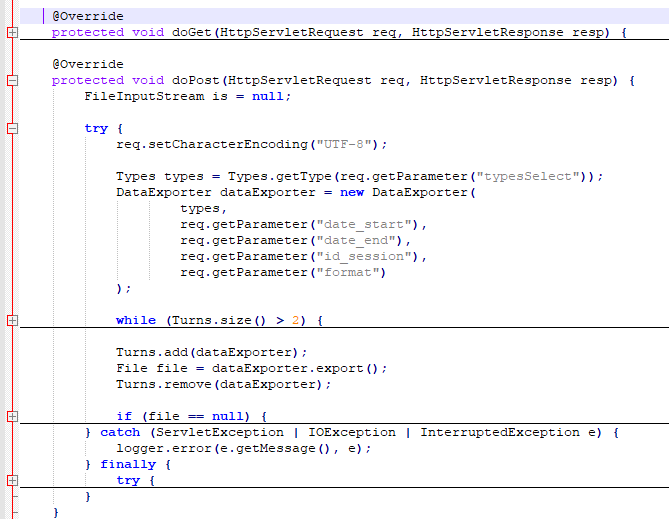 @Override
protected void doGet(HttpServletRequest req, HttpServletResponse resp) {
@Override
protected void doPost(HttpServletRequest req, HttpServletResponse resp) {
FileInputStream is = null;
try {
req.setCharacterEncoding("UTF-8");
Types types = Types.getType(req.getParameter("typesSelect"));
DataExporter dataExporter = new DataExporter(
types,
req.getParameter("date_start"),
req.getParameter("date_end"),
req.getParameter("id_session"),
req.getParameter("format")
);
while (Turns.size() > 2) {
Turns.add(dataExporter);
File file = dataExporter.export();
Turns.remove(dataExporter);
if (file == null) {
} catch (ServletException | IOException | InterruptedException e) {
logger.error(e.getMessage(), e);
} finally {
try {
}
}